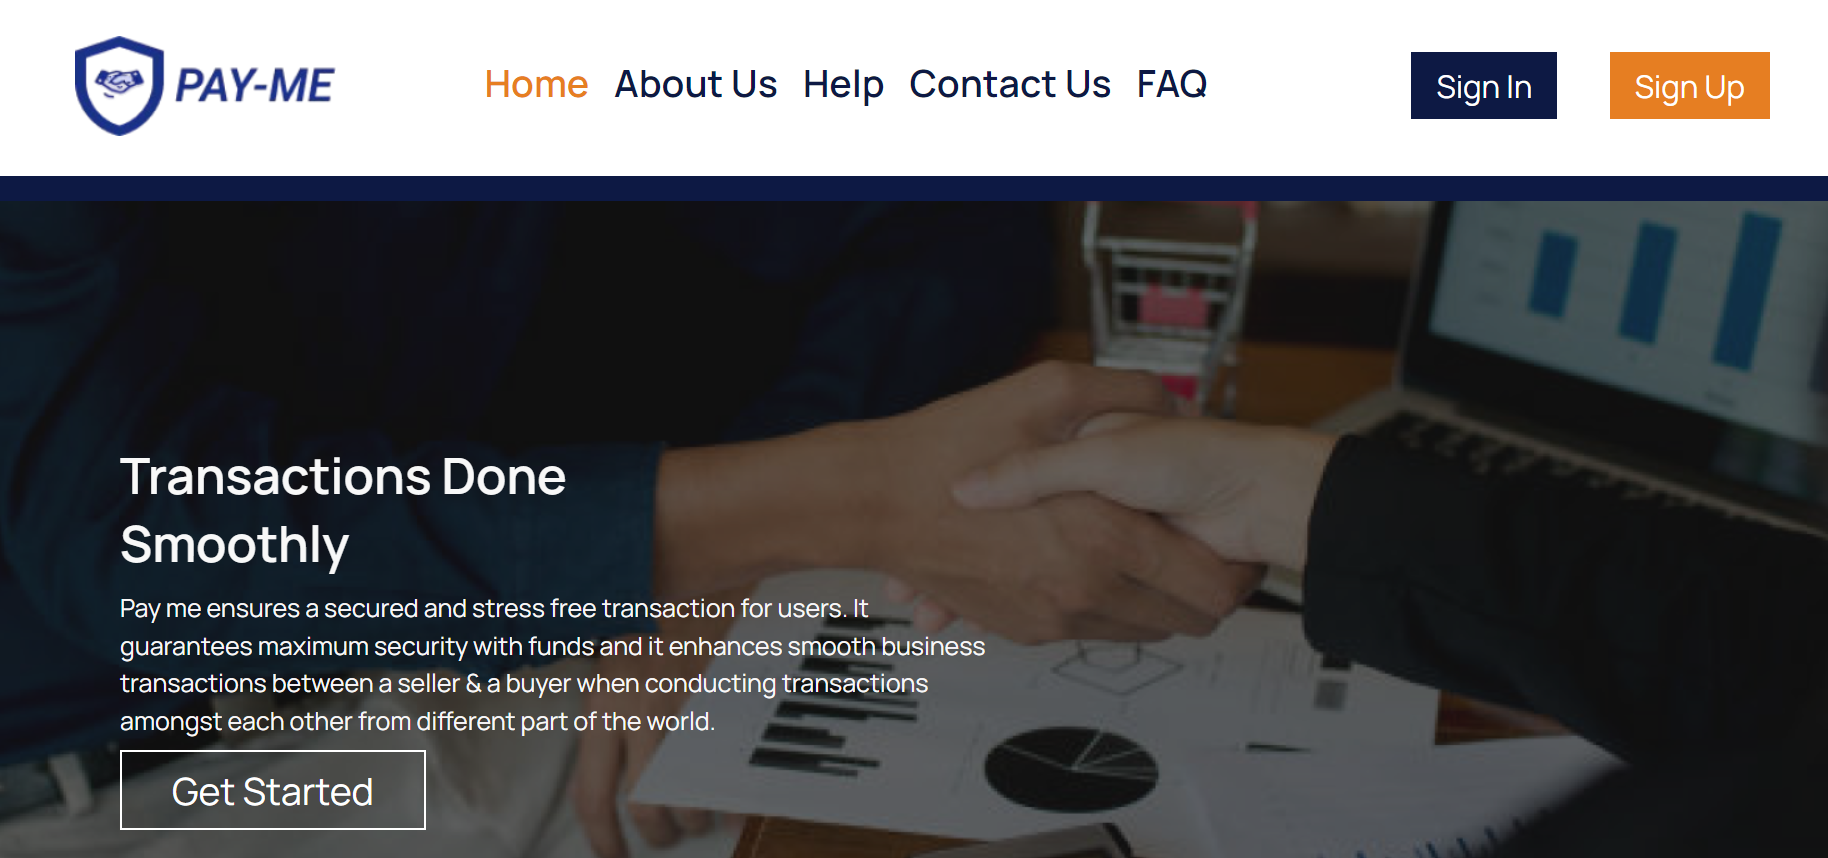 PAY-ME
Home About Us Help Contact Us FAQ
Sign In
Sign Up
Transactions Done
Smoothly
Pay me ensures a secured and stress free transaction for users. It
guarantees maximum security with funds and it enhances smooth business
transactions between a seller & a buyer when conducting transactions
amongst each other from different part of the world.
Get Started